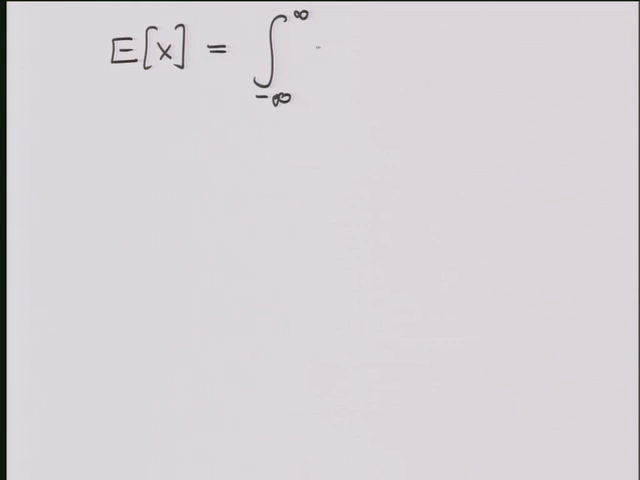 E[x] = ∫_{-∞}^{∞}